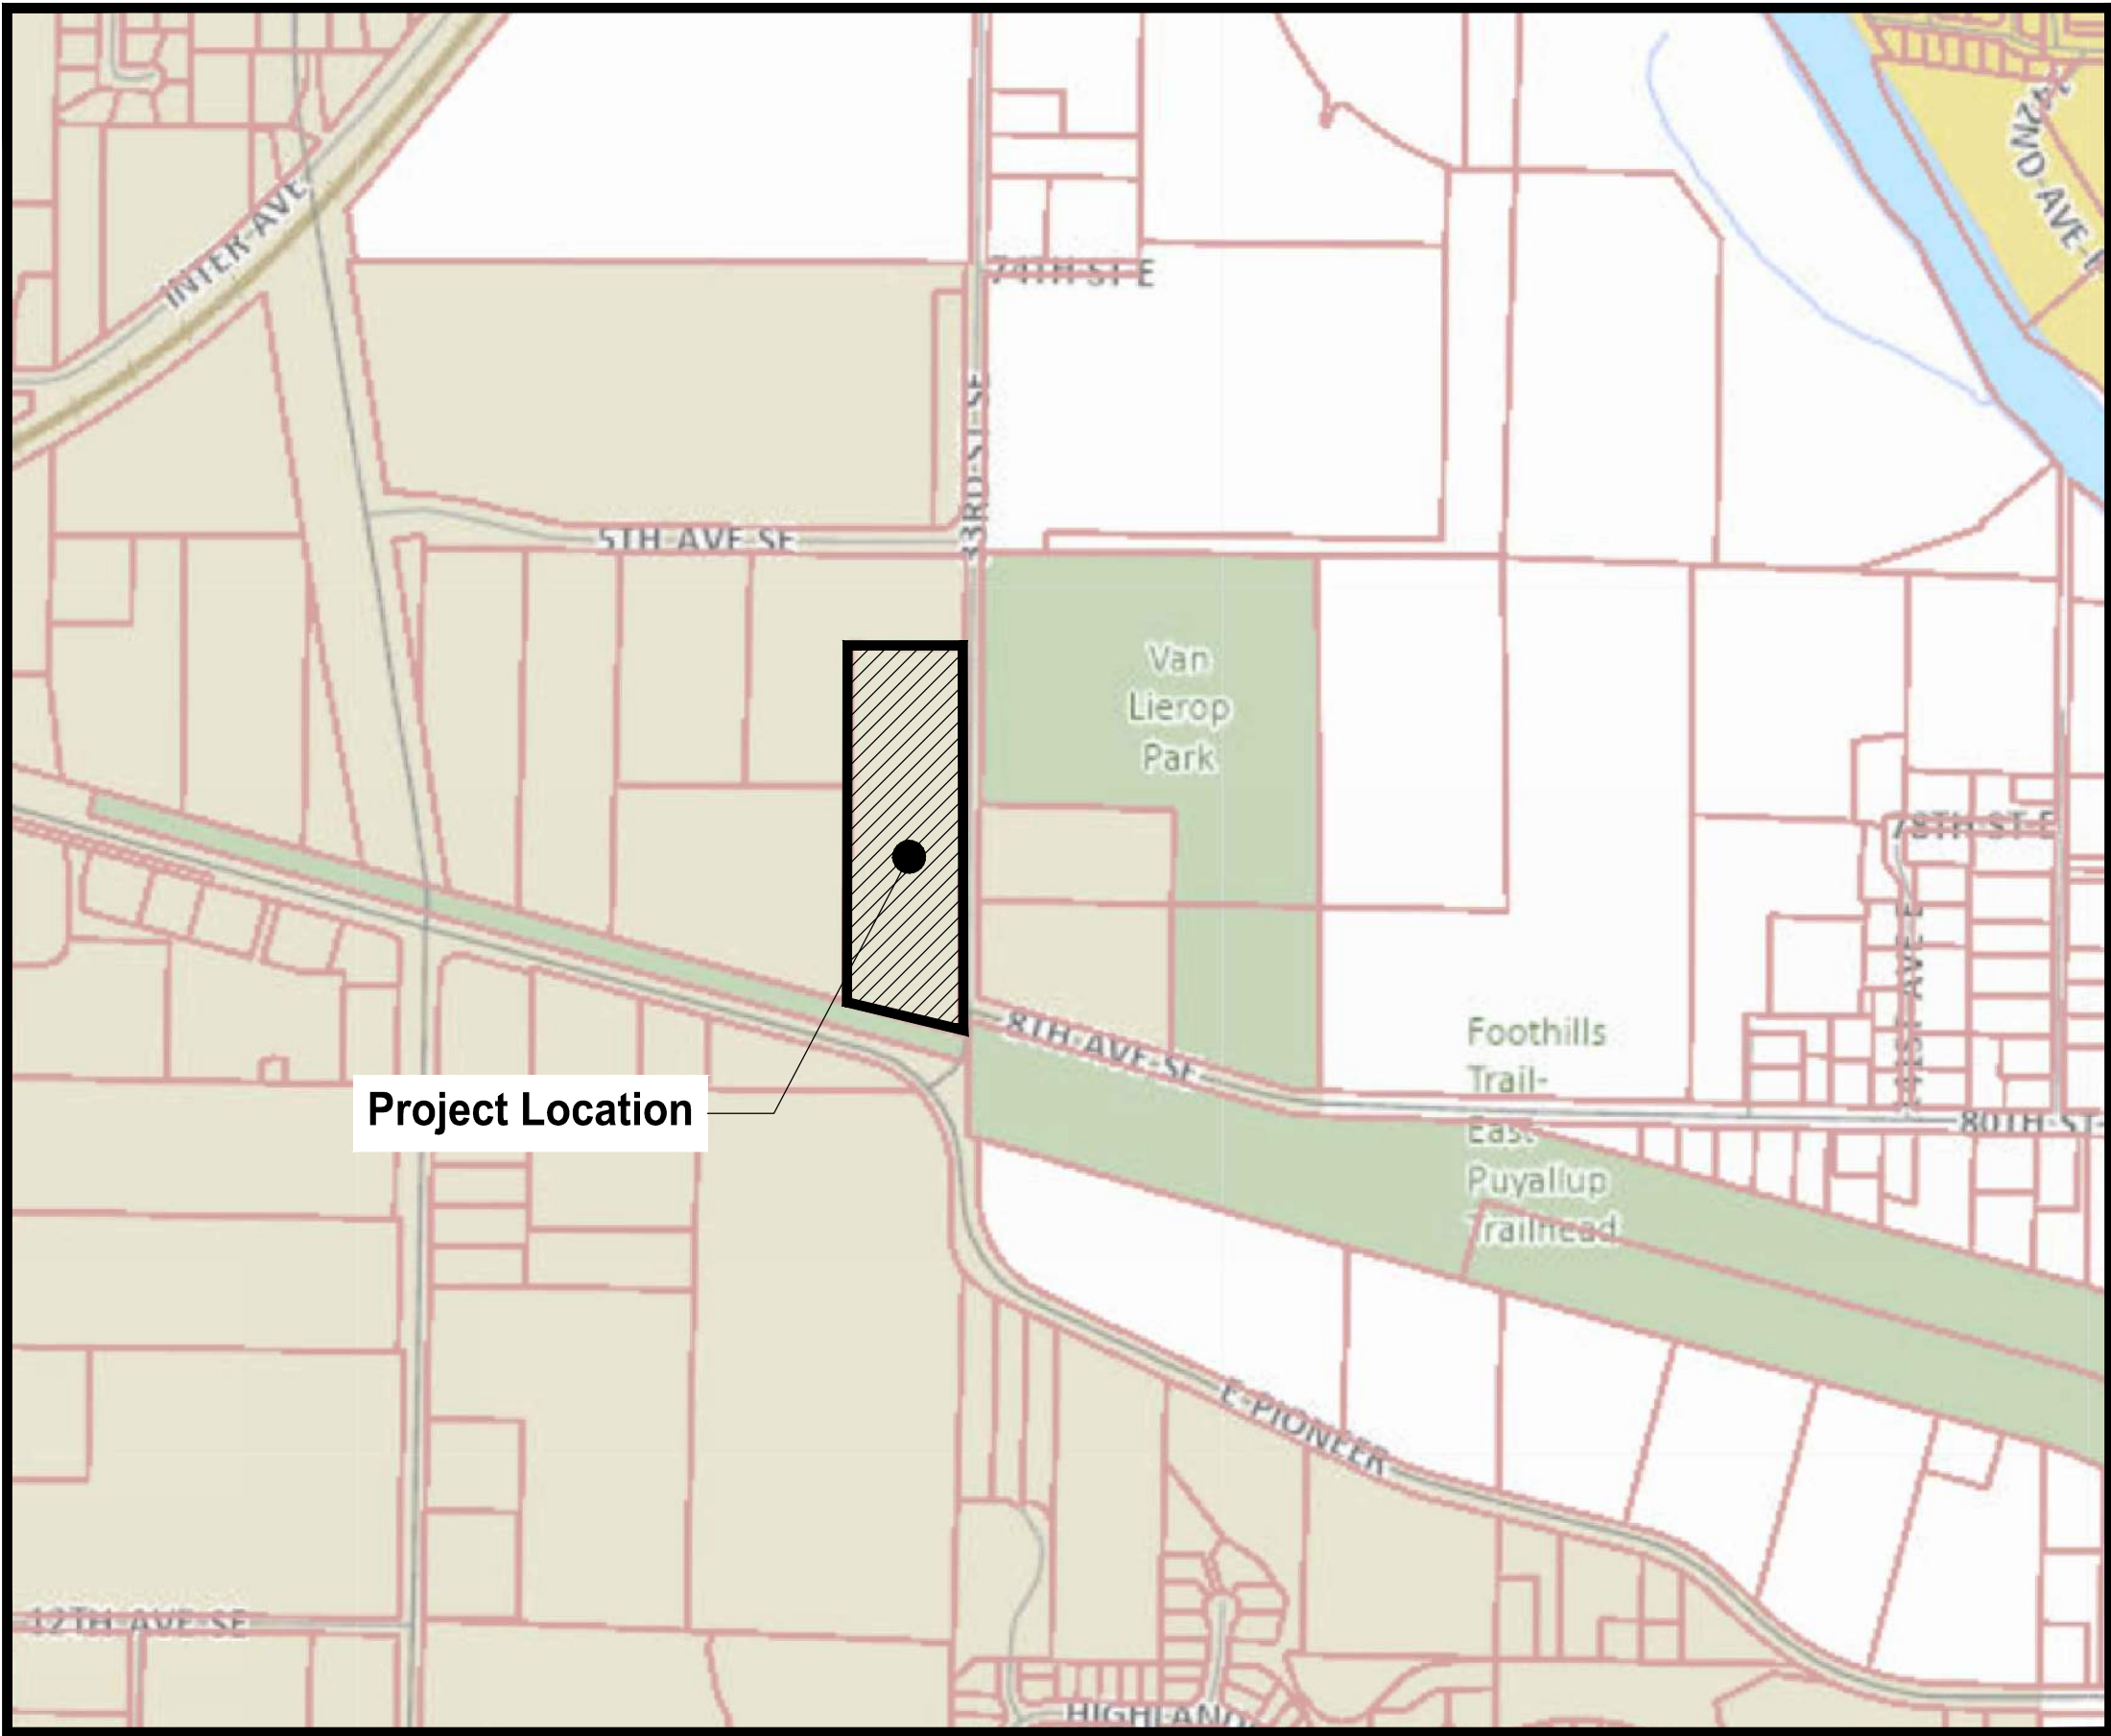 INTER-AVE
74TH-ST-E
33RD-ST-SE
5TH-AVE-SE
Van
Lierop
Park
78TH-ST-E
8TH-AVE-SE
Foothills
Trail-
East
Puyallup
Trailhead
80TH-ST-
Project Location
E-PIONEER
12TH-AVE-SE